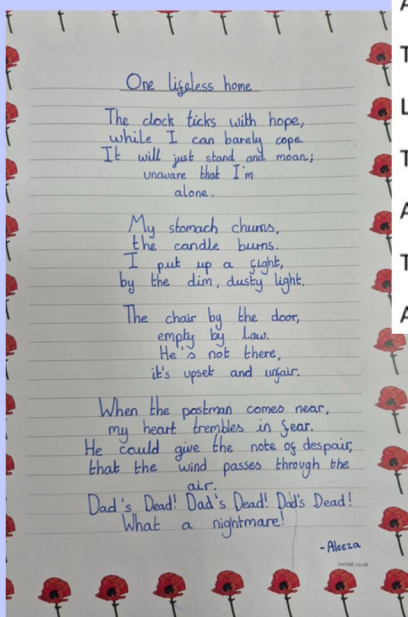 One lifeless home
The clock ticks with hope,
while I can barely cope.
It will just stand and moan;
unaware that I'm
alone.
My stomach churns,
the candle burns.
I put up a fight,
by the dim, dusty light.
The chair by the door,
empty by law.
He's not there,
it's upset and unfair.
When the postman comes near,
my heart trembles in fear.
He could give the note of despair,
that the wind passes through the
air.
Dad's Dead! Dad's Dead! Dad's Dead!
What a nightmare!
-Aleeza
twinkl.co.uk
A
T
L
T
A
T
A